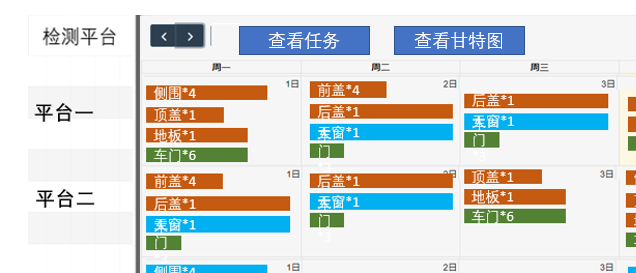 检测平台
查看任务
查看甘特图
周一
周二
周三
平台一
1日
侧围*4
顶盖*1
地板*1
车门*6
2日
前盖*4
后盖*1
天窗*1
门
3日
后盖*1
天窗*1
门
平台二
1日
前盖*4
后盖*1
天窗*1
门
2日
后盖*1
天窗*1
门
3日
顶盖*1
地板*1
车门*6
1日
侧围*4
2日
3日